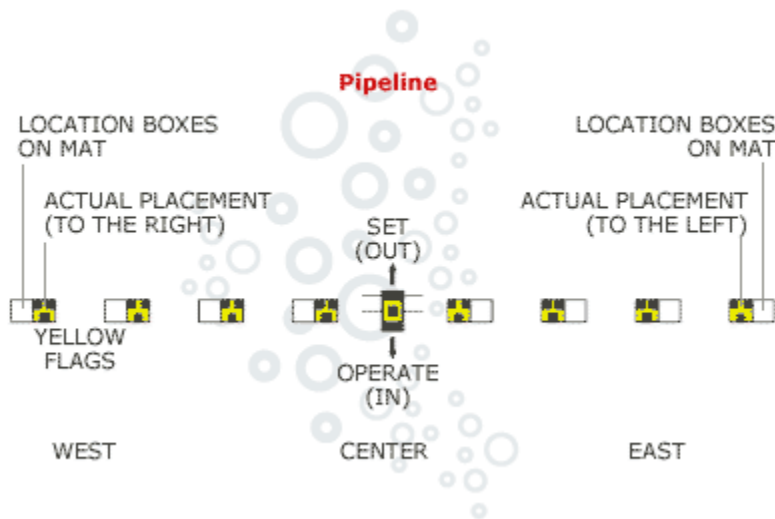 Pipeline
LOCATION BOXES
ON MAT
LOCATION BOXES
ON MAT
ACTUAL PLACEMENT
(TO THE RIGHT)
ACTUAL PLACEMENT
(TO THE LEFT)
SET
(OUT)
YELLOW
FLAGS
OPERATE
(IN)
WEST
CENTER
EAST